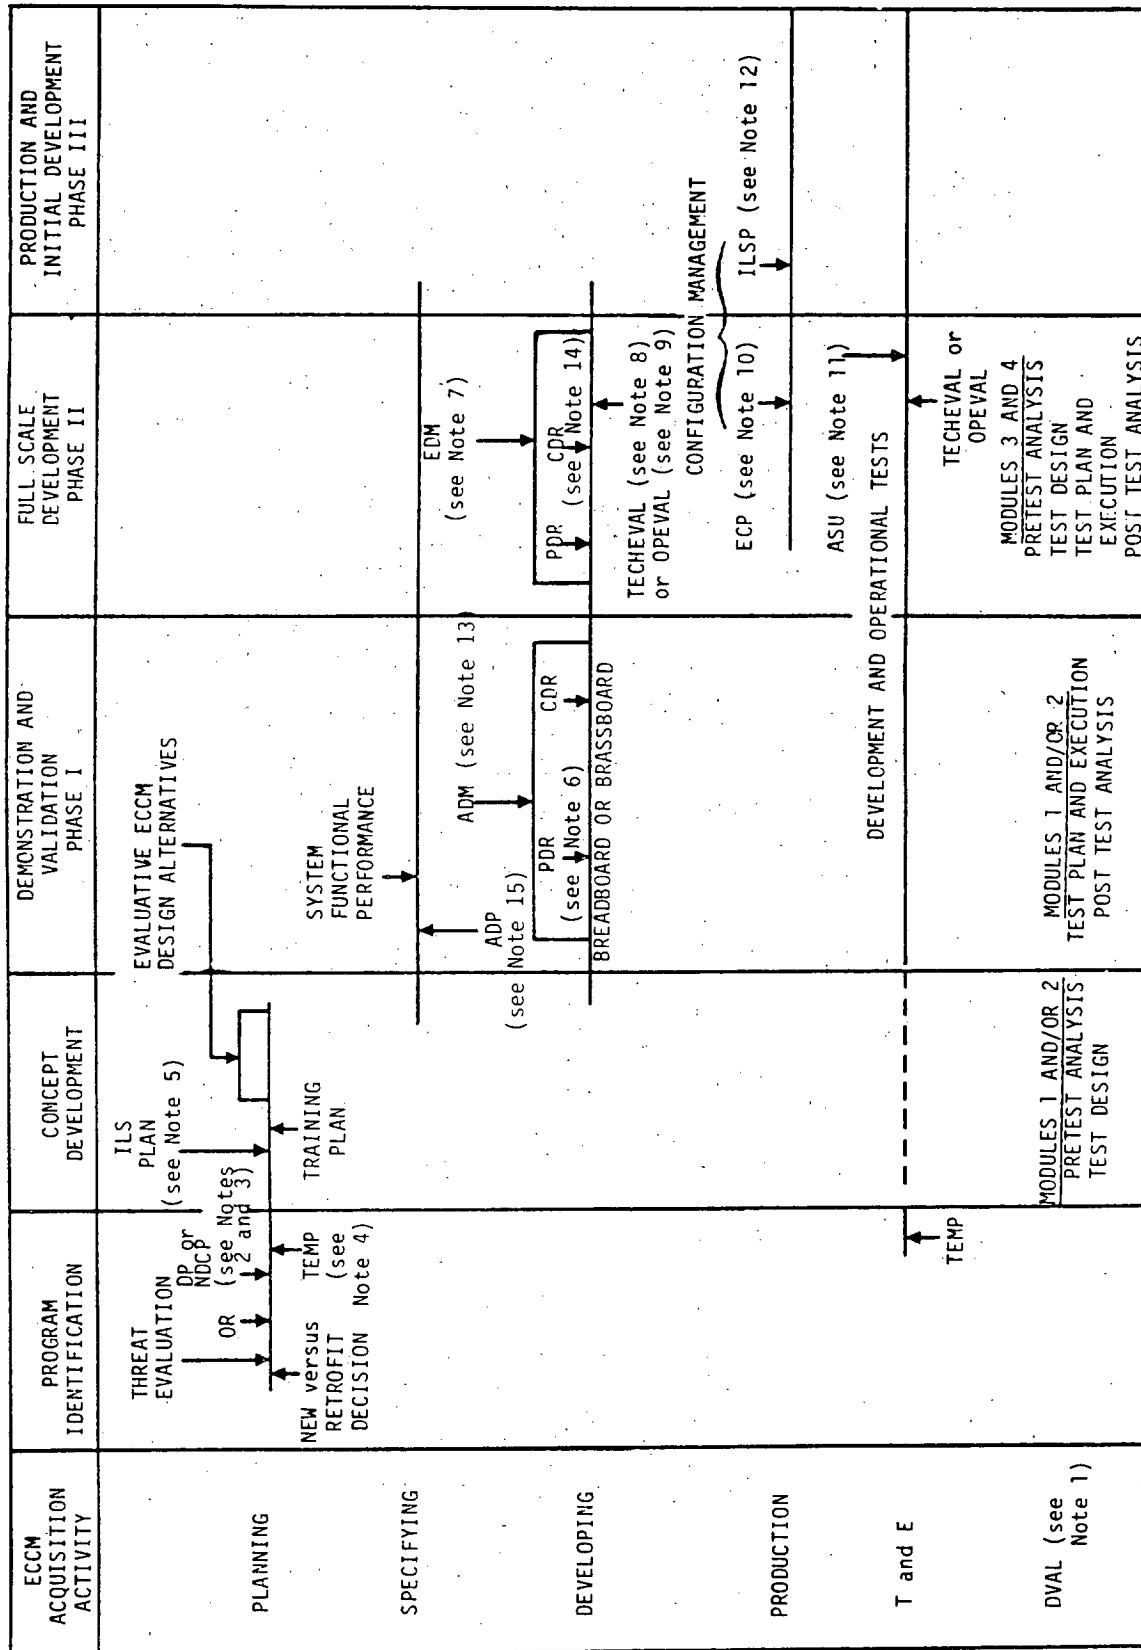 ECCM
ACQUISITION
ACTIVITY
PROGRAM
IDENTIFICATION
CONCEPT
DEVELOPMENT
DEMONSTRATION AND
VALIDATION
PHASE I
FULL SCALE
DEVELOPMENT
PHASE II
PRODUCTION AND
INITIAL DEVELOPMENT
PHASE III
PLANNING
THREAT
EVALUATION
OR
DP or
NDCP
(see Notes
2 and 3)
NEW versus
RETROFIT
DECISION
TEMP
(see
Note 4)
ILS
PLAN
(see Note 5)
TRAINING
PLAN
EVALUATIVE ECCM
DESIGN ALTERNATIVES
SPECIFYING
SYSTEM
FUNCTIONAL
PERFORMANCE
ADP
(see Note 15)
DEVELOPING
ADM (see Note 13)
PDR
(see Note 6)
CDR
BREADBOARD OR BRASSBOARD
EDM
(see Note 7)
PDR
CDR
(see Note 14)
TECHEVAL (see Note 8)
or OPEVAL (see Note 9)
PRODUCTION
CONFIGURATION MANAGEMENT
ECP (see Note 10)
ILSP (see Note 12)
T and E
TEMP
DEVELOPMENT AND OPERATIONAL TESTS
ASU (see Note 11)
TECHEVAL or
OPEVAL
DVAL (see
Note 1)
MODULES 1 AND/OR 2
PRETEST ANALYSIS
TEST DESIGN
MODULES 1 AND/OR 2
TEST PLAN AND EXECUTION
POST TEST ANALYSIS
MODULES 3 AND 4
PRETEST ANALYSIS
TEST DESIGN
TEST PLAN AND
EXECUTION
POST TEST ANALYSIS